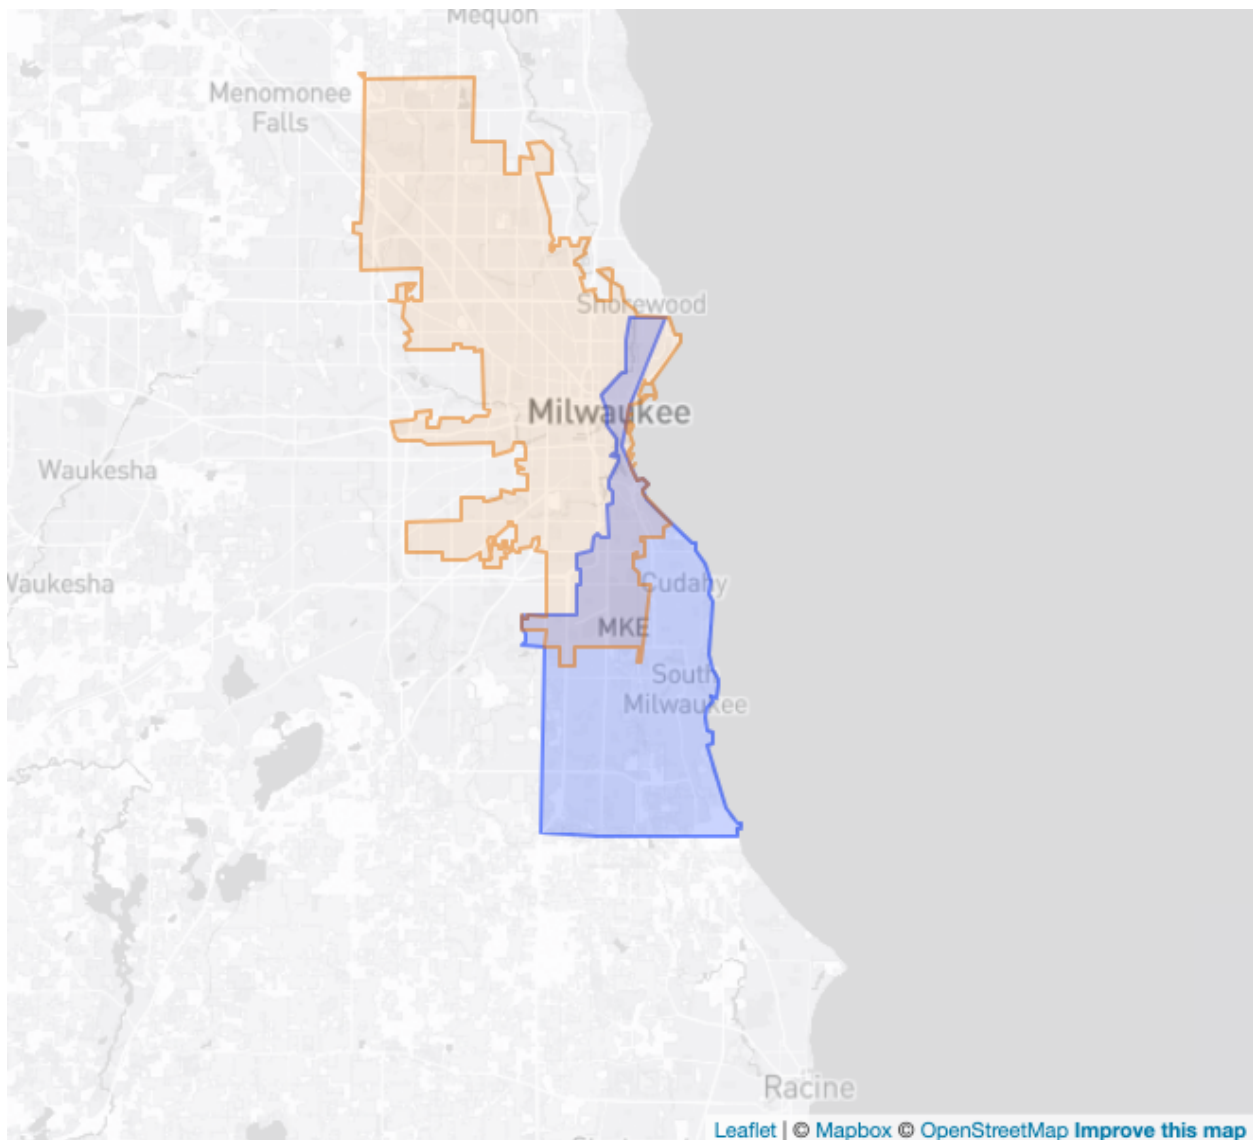 Mequon
Menomonee
Falls
Shorewood
Milwaukee
Waukesha
Waukesha
Cudahy
MKE
South
Milwaukee
Racine
Leaflet | © Mapbox © OpenStreetMap Improve this map